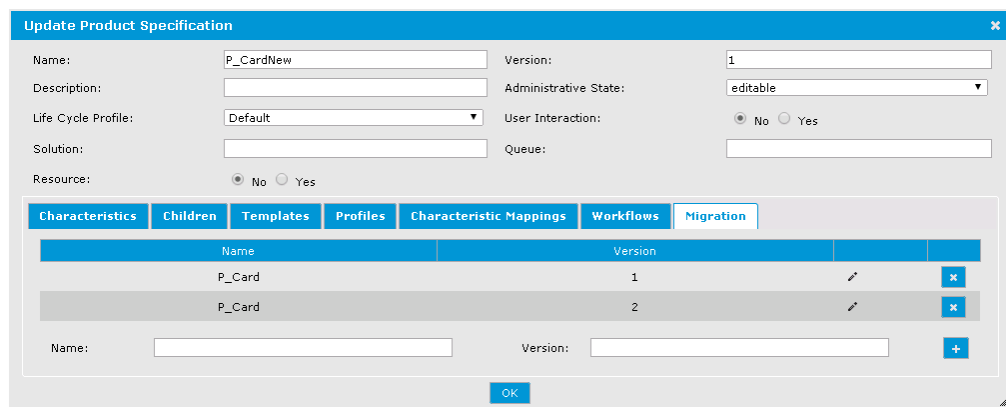 Update Product Specification
Name: P_CardNew Version: 1
Description: Administrative State: editable
Life Cycle Profile: Default User Interaction: No Yes
Solution: Queue:
Resource: No Yes
Characteristics Children Templates Profiles Characteristic Mappings Workflows Migration
Name Version
P_Card 1
P_Card 2
Name: Version:
OK